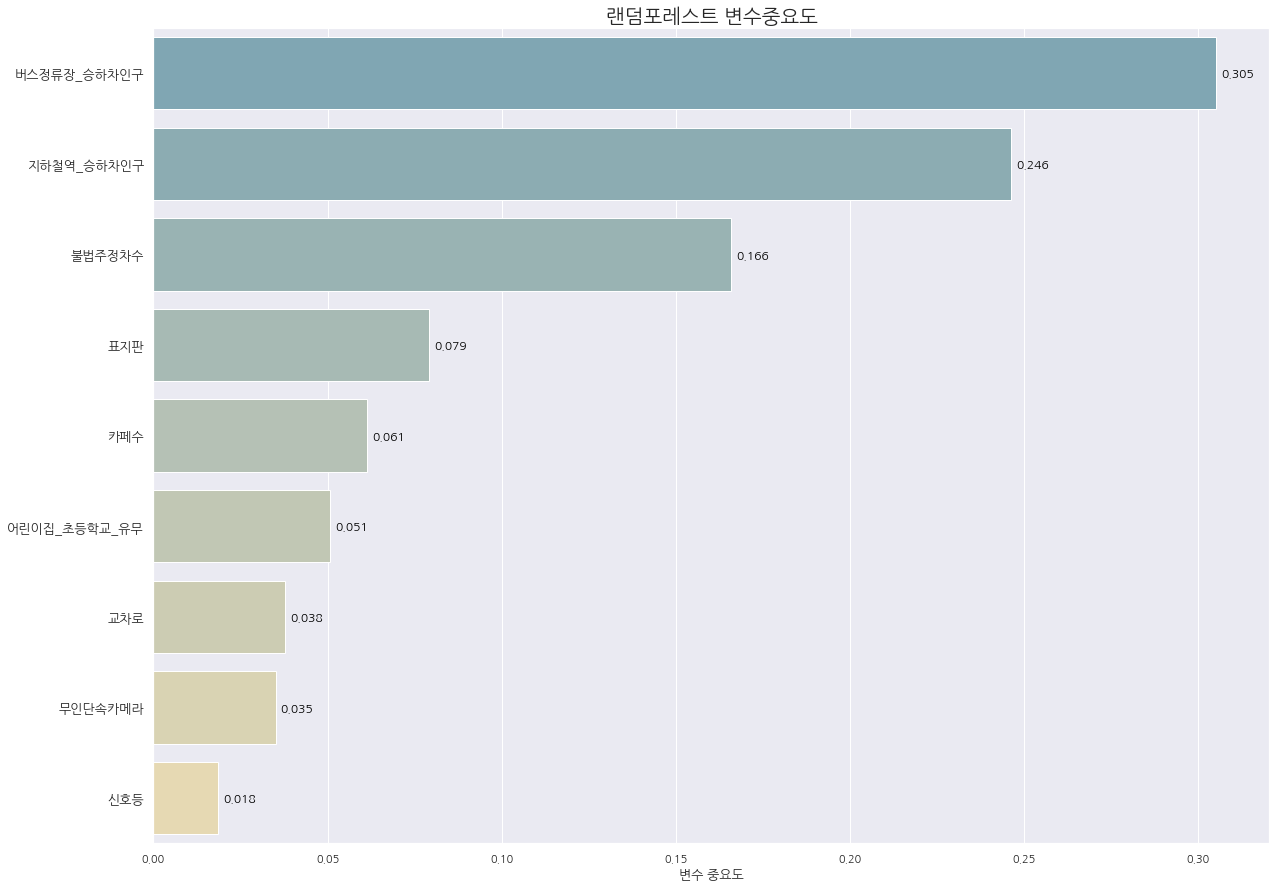 랜덤포레스트 변수중요도
버스정류장_승하차인구
0.305
지하철역_승하차인구
0.246
불법주정차수
0.166
표지판
0.079
카페수
0.061
어린이집_초등학교_유무
0.051
교차로
0.038
무인단속카메라
0.035
신호등
0.018
0.00 0.05 0.10 0.15 0.20 0.25 0.30
변수 중요도